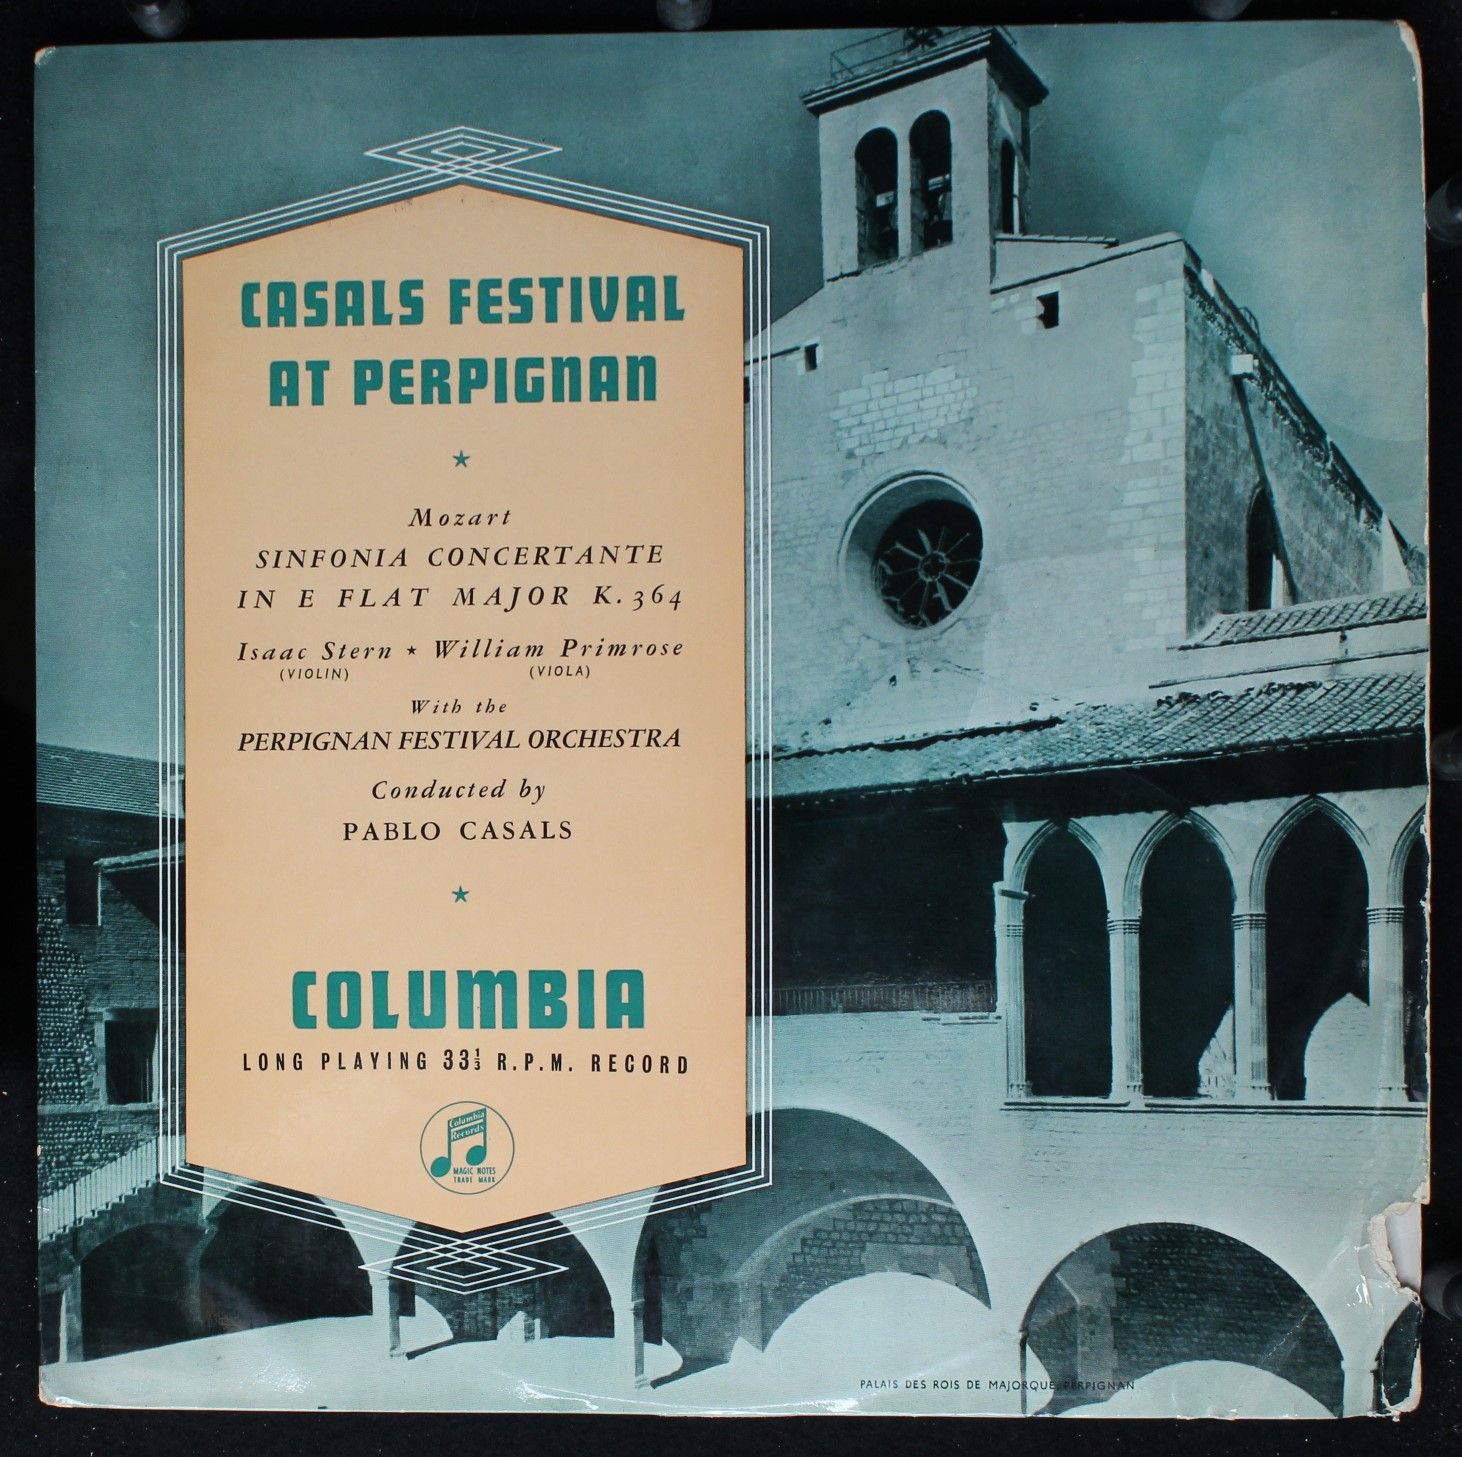 CASALS FESTIVAL
AT PERPIGNAN
Mozart
SINFONIA CONCERTANTE
IN E FLAT MAJOR K. 364
Isaac Stern ★ William Primrose
(VIOLIN) (VIOLA)
With the
PERPIGNAN FESTIVAL ORCHESTRA
Conducted by
PABLO CASALS
COLUMBIA
LONG PLAYING 33⅓ R.P.M. RECORD
Columbia
Records
MAGIC NOTES
TRADE MARK
PALAIS DES ROIS DE MAJORQUE, PERPIGNAN